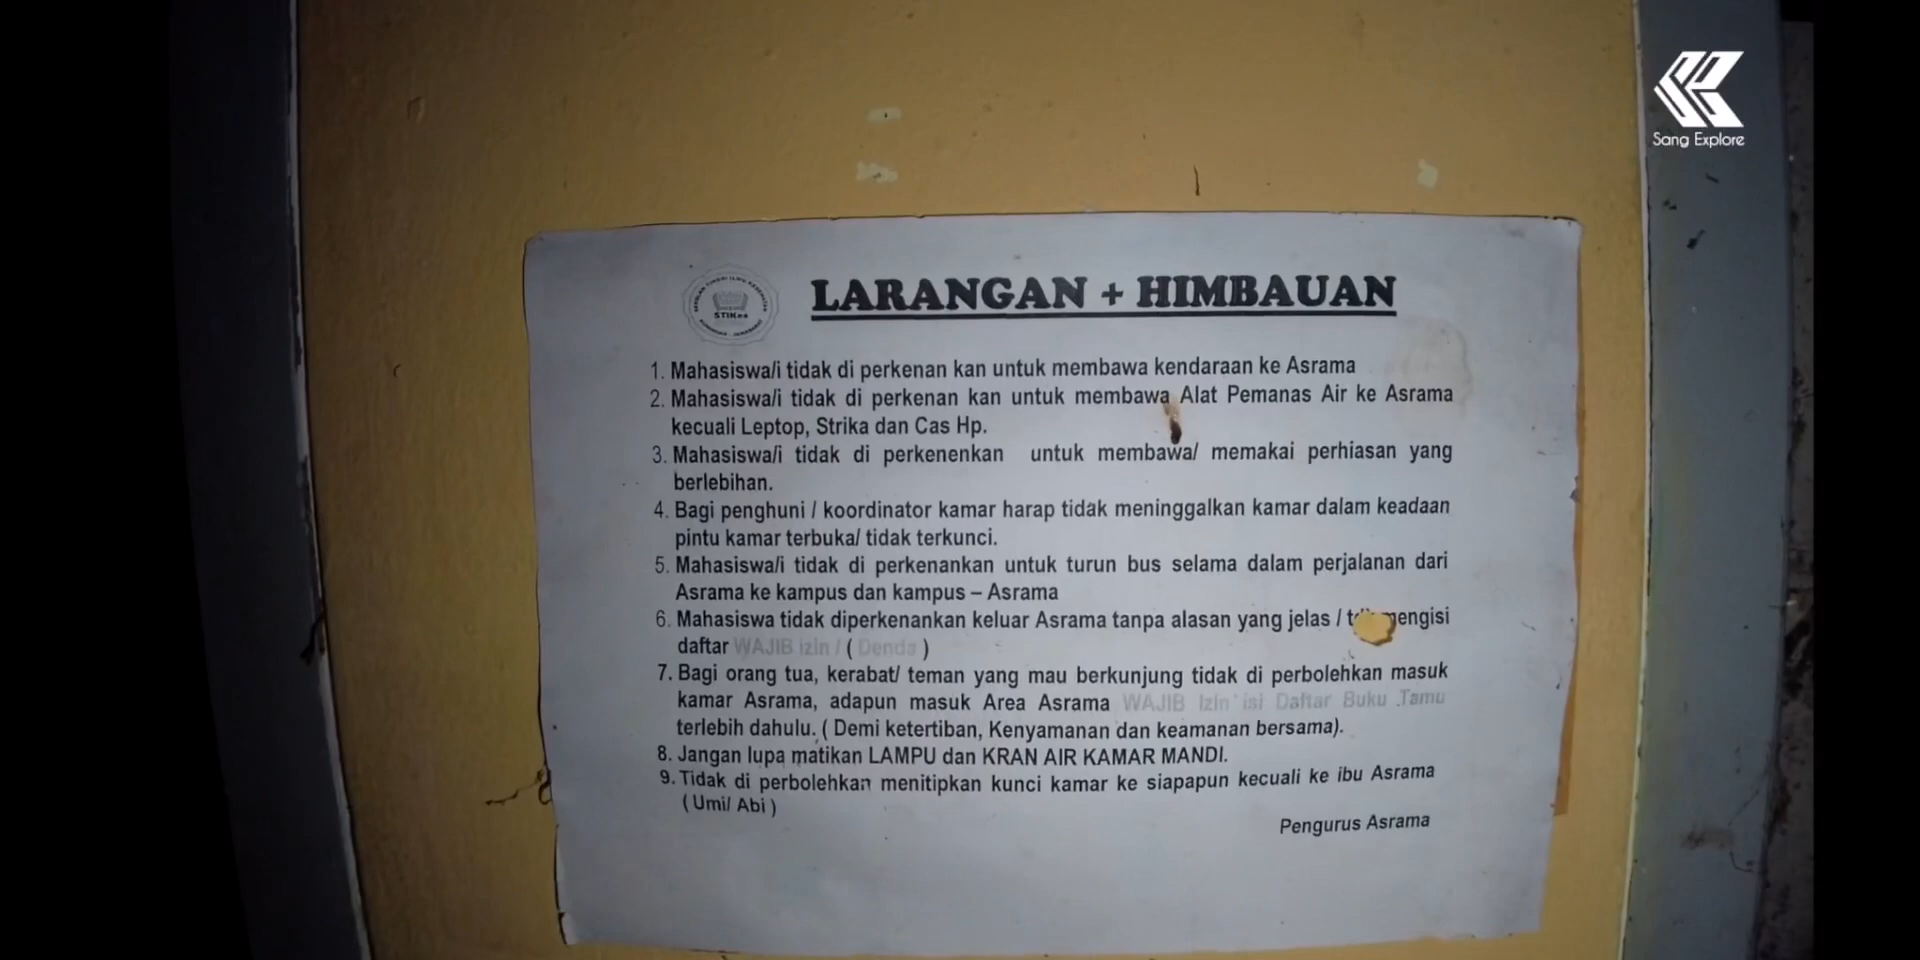 Sang Explore
SEKOLAH TINGGI ILMU KESEHATAN
STIKes
LARANGAN + HIMBAUAN
1. Mahasiswa/i tidak di perkenan kan untuk membawa kendaraan ke Asrama
2. Mahasiswa/i tidak di perkenan kan untuk membawa Alat Pemanas Air ke Asrama
kecuali Leptop, Strika dan Cas Hp.
3. Mahasiswa/i tidak di perkenenkan untuk membawa/ memakai perhiasan yang
berlebihan.
4. Bagi penghuni / koordinator kamar harap tidak meninggalkan kamar dalam keadaan
pintu kamar terbuka/ tidak terkunci.
5. Mahasiswa/i tidak di perkenankan untuk turun bus selama dalam perjalanan dari
Asrama ke kampus dan kampus – Asrama
6. Mahasiswa tidak diperkenankan keluar Asrama tanpa alasan yang jelas / mengisi
daftar WAJIB izin / ( Denda )
7. Bagi orang tua, kerabat/ teman yang mau berkunjung tidak di perbolehkan masuk
kamar Asrama, adapun masuk Area Asrama WAJIB Izin isi Daftar Buku Tamu
terlebih dahulu. ( Demi ketertiban, Kenyamanan dan keamanan bersama).
8. Jangan lupa matikan LAMPU dan KRAN AIR KAMAR MANDI.
9. Tidak di perbolehkan menitipkan kunci kamar ke siapapun kecuali ke ibu Asrama
( Umi/ Abi )
Pengurus Asrama